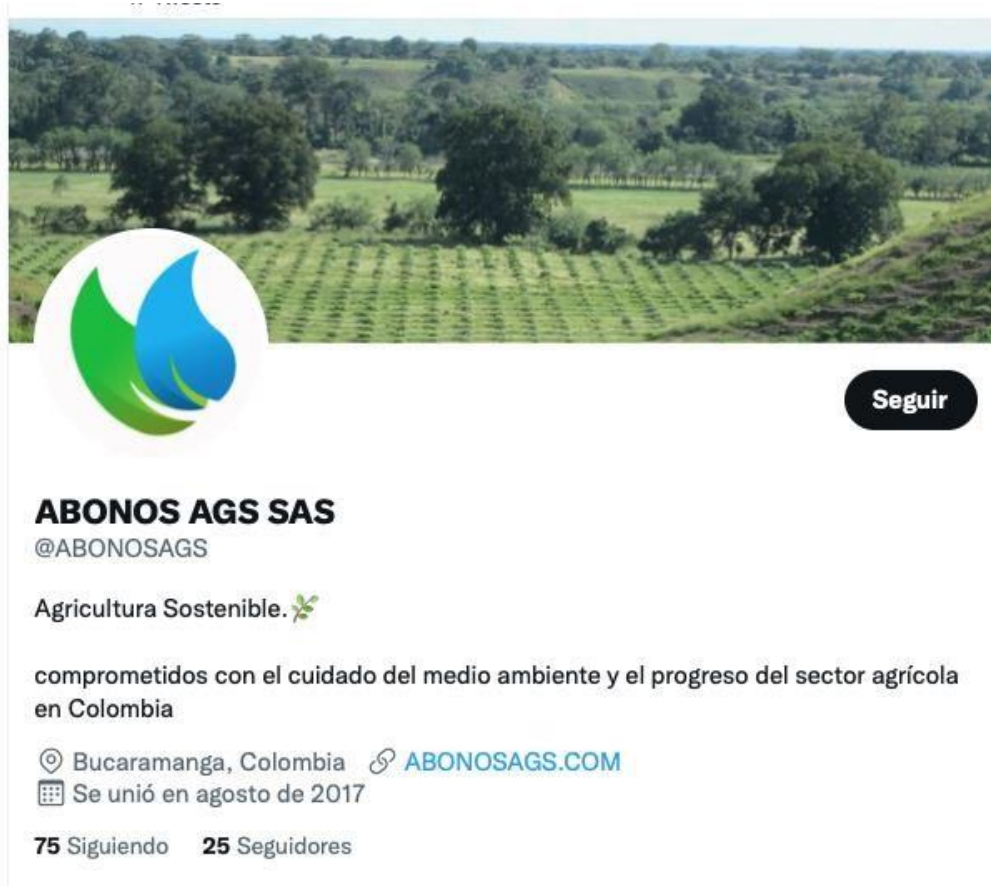 Seguir
ABONOS AGS SAS
@ABONOSAGS
Agricultura Sostenible.🌿
comprometidos con el cuidado del medio ambiente y el progreso del sector agrícola
en Colombia
Bucaramanga, Colombia ABONOSAGS.COM
Se unió en agosto de 2017
75 Siguiendo 25 Seguidores